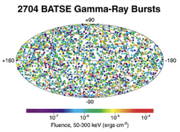 2704 BATSE Gamma-Ray Bursts
+90
+180
-180
-90
10⁻⁷ 10⁻⁶ 10⁻⁵ 10⁻⁴
Fluence, 50-300 keV (ergs cm⁻²)